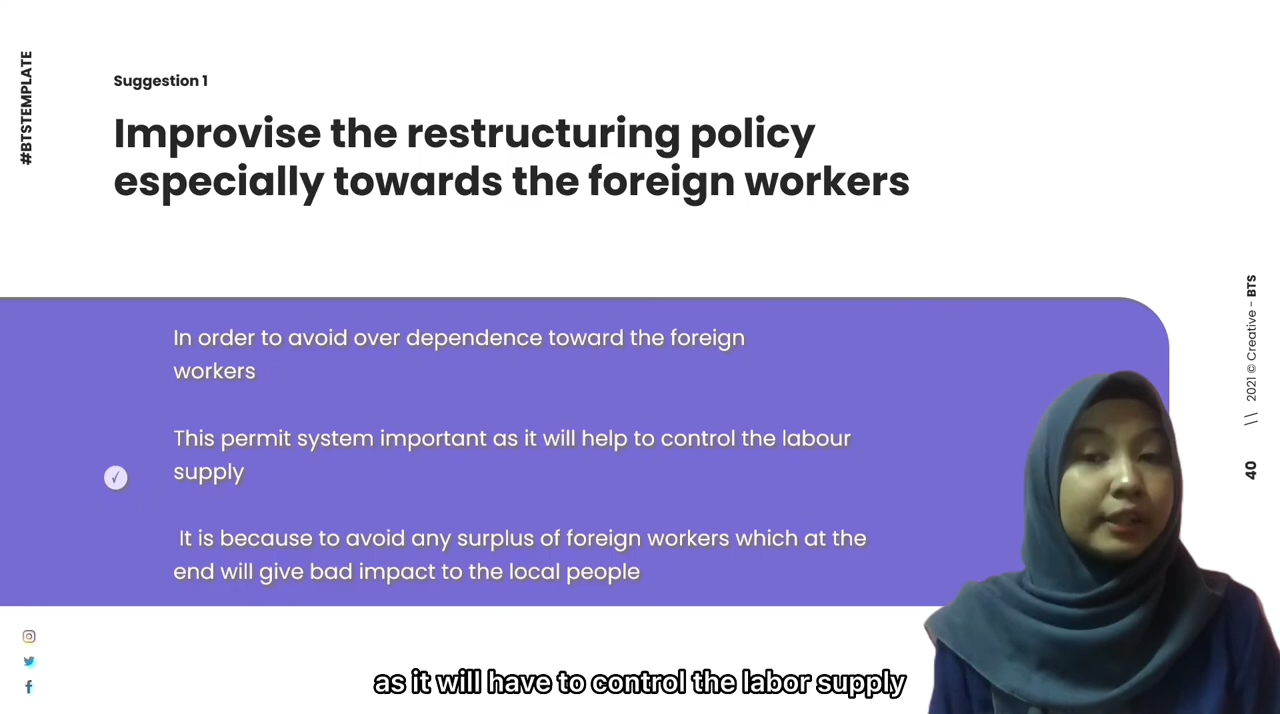 #BTSTEMPLATE
Suggestion 1
Improvise the restructuring policy
especially towards the foreign workers
In order to avoid over dependence toward the foreign
workers
This permit system important as it will help to control the labour
supply
It is because to avoid any surplus of foreign workers which at the
end will give bad impact to the local people
2021 © Creative - BTS
\\
40
as it will have to control the labor supply